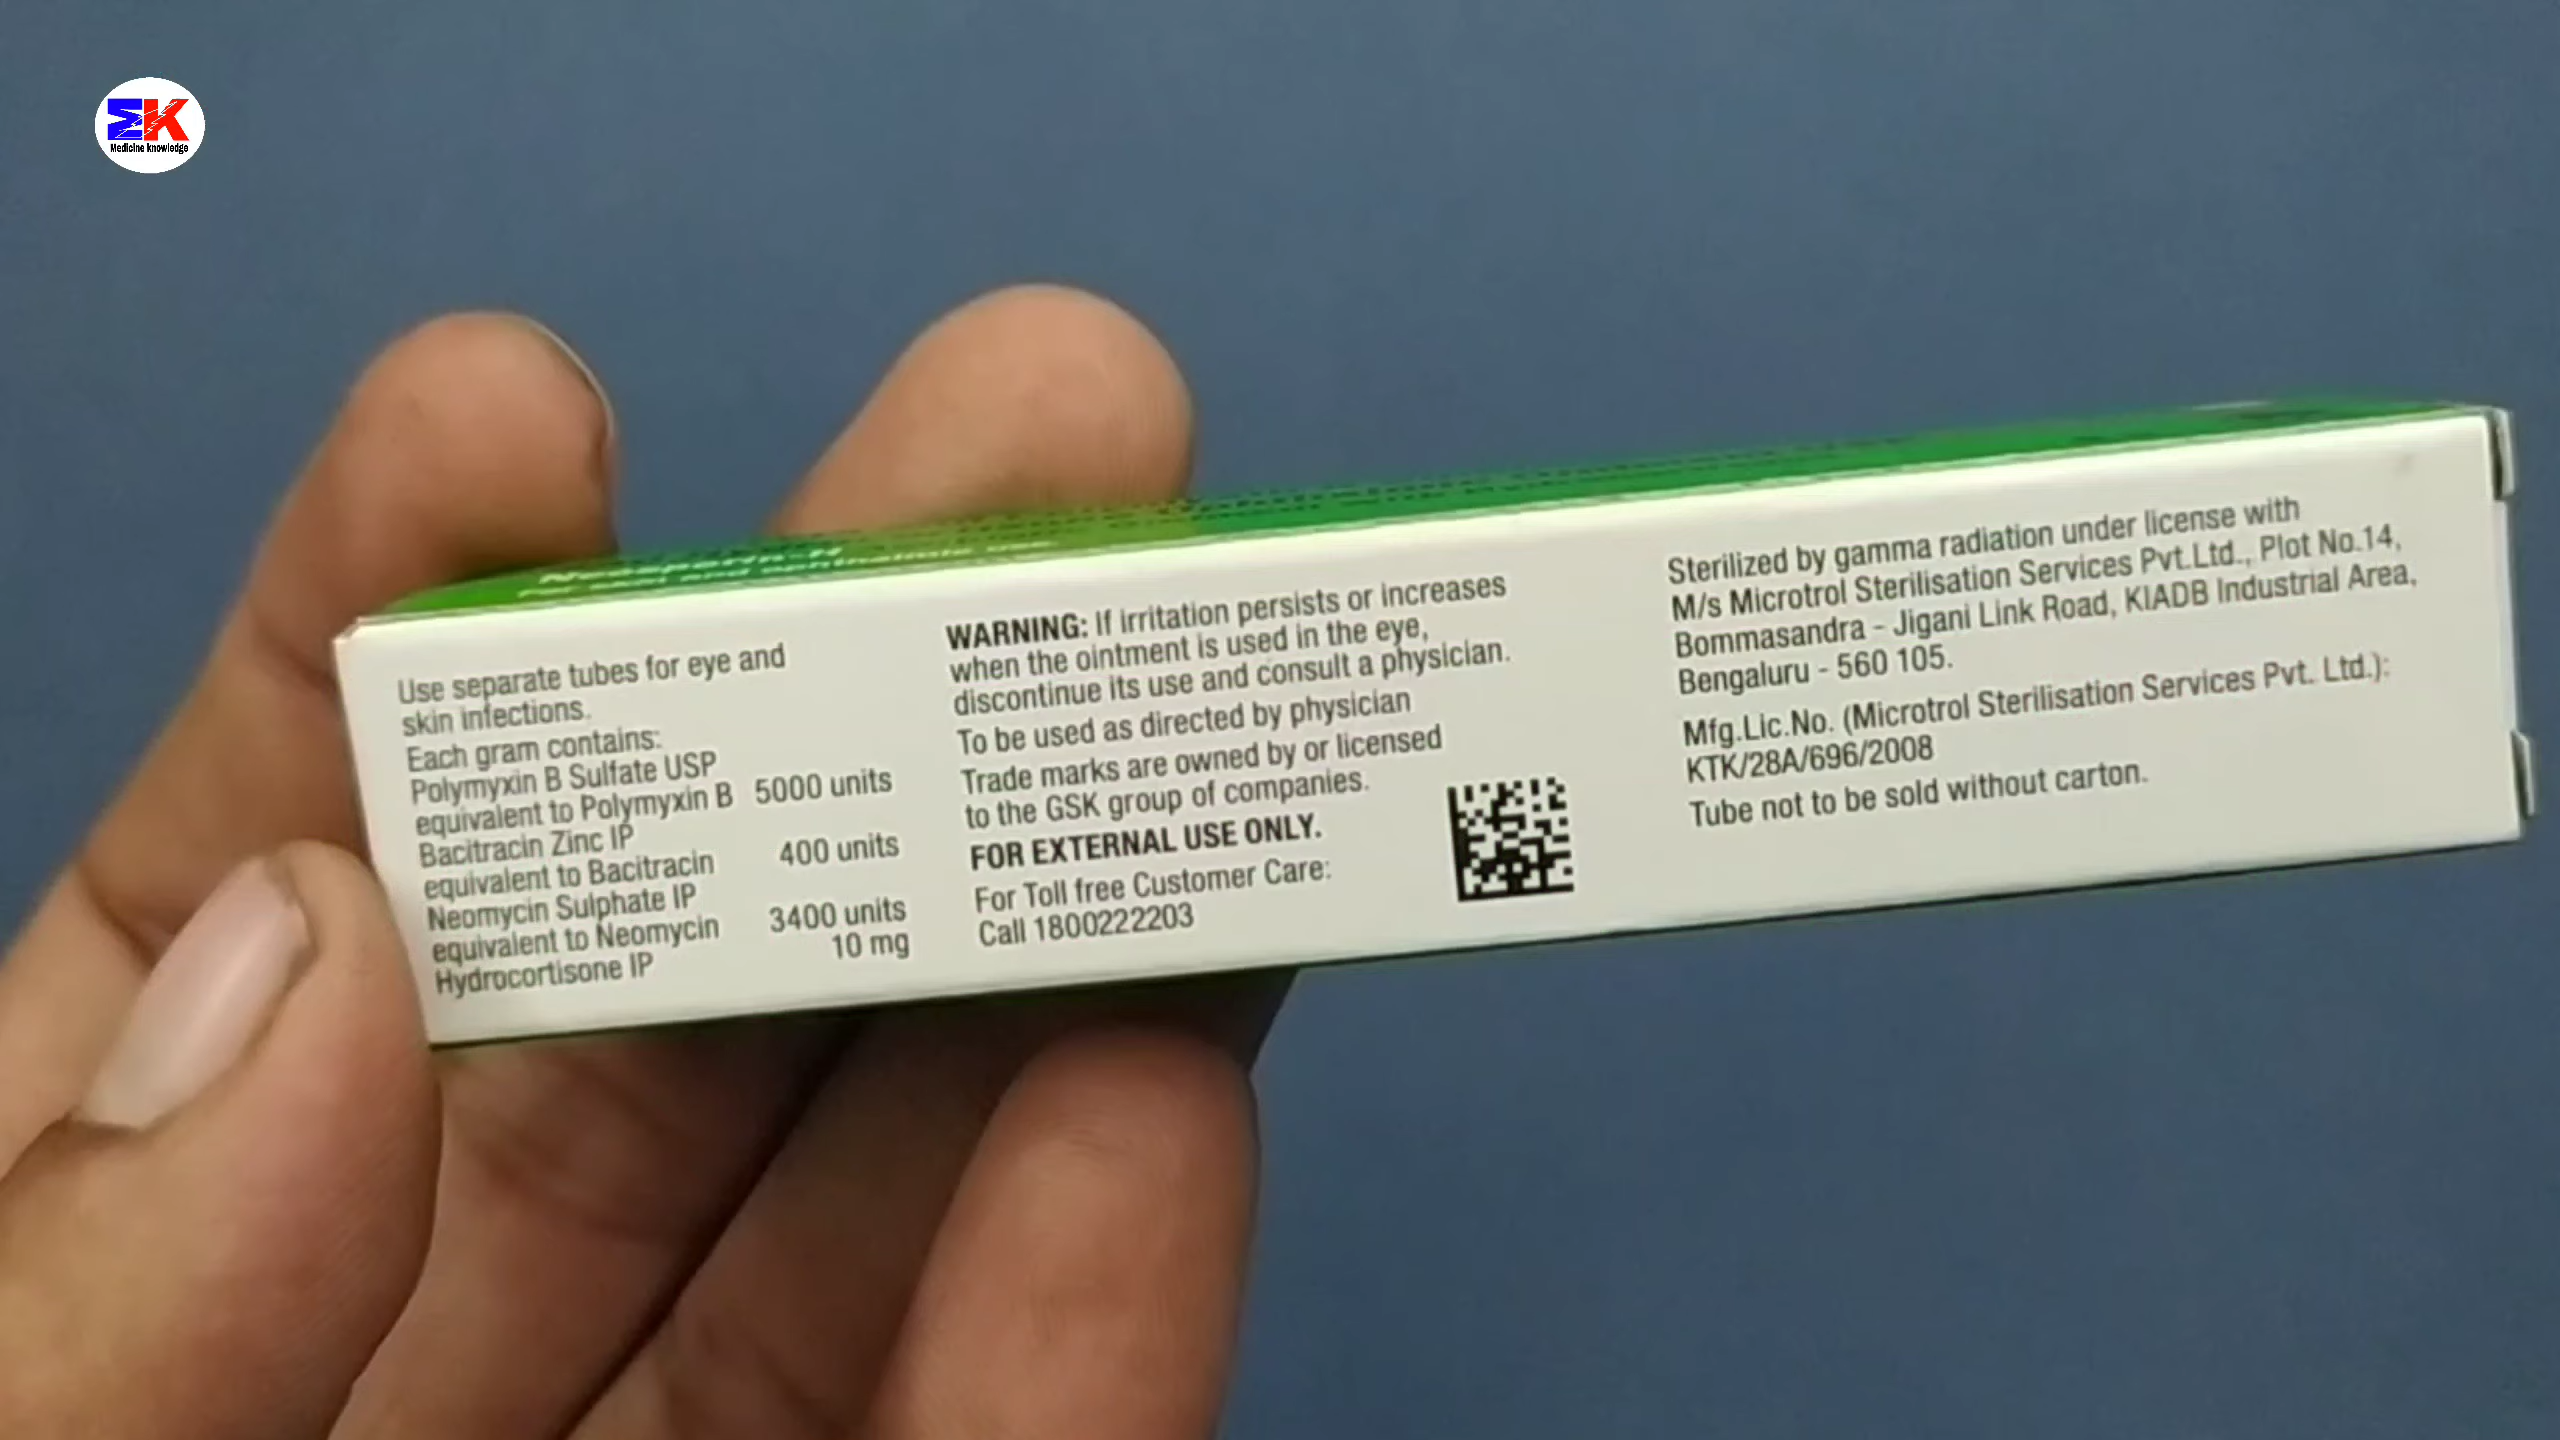 MK
Medicine knowledge
Neosporin-H
Use separate tubes for eye and
skin infections.
Each gram contains:
Polymyxin B Sulfate USP
equivalent to Polymyxin B 5000 units
Bacitracin Zinc IP
equivalent to Bacitracin 400 units
Neomycin Sulphate IP
equivalent to Neomycin 3400 units
Hydrocortisone IP 10 mg
WARNING: If irritation persists or increases
when the ointment is used in the eye,
discontinue its use and consult a physician.
To be used as directed by physician
Trade marks are owned by or licensed
to the GSK group of companies.
FOR EXTERNAL USE ONLY.
For Toll free Customer Care:
Call 1800222203
Sterilized by gamma radiation under license with
M/s Microtrol Sterilisation Services Pvt.Ltd., Plot No.14,
Bommasandra - Jigani Link Road, KIADB Industrial Area,
Bengaluru - 560 105.
Mfg.Lic.No. (Microtrol Sterilisation Services Pvt. Ltd.):
KTK/28A/696/2008
Tube not to be sold without carton.